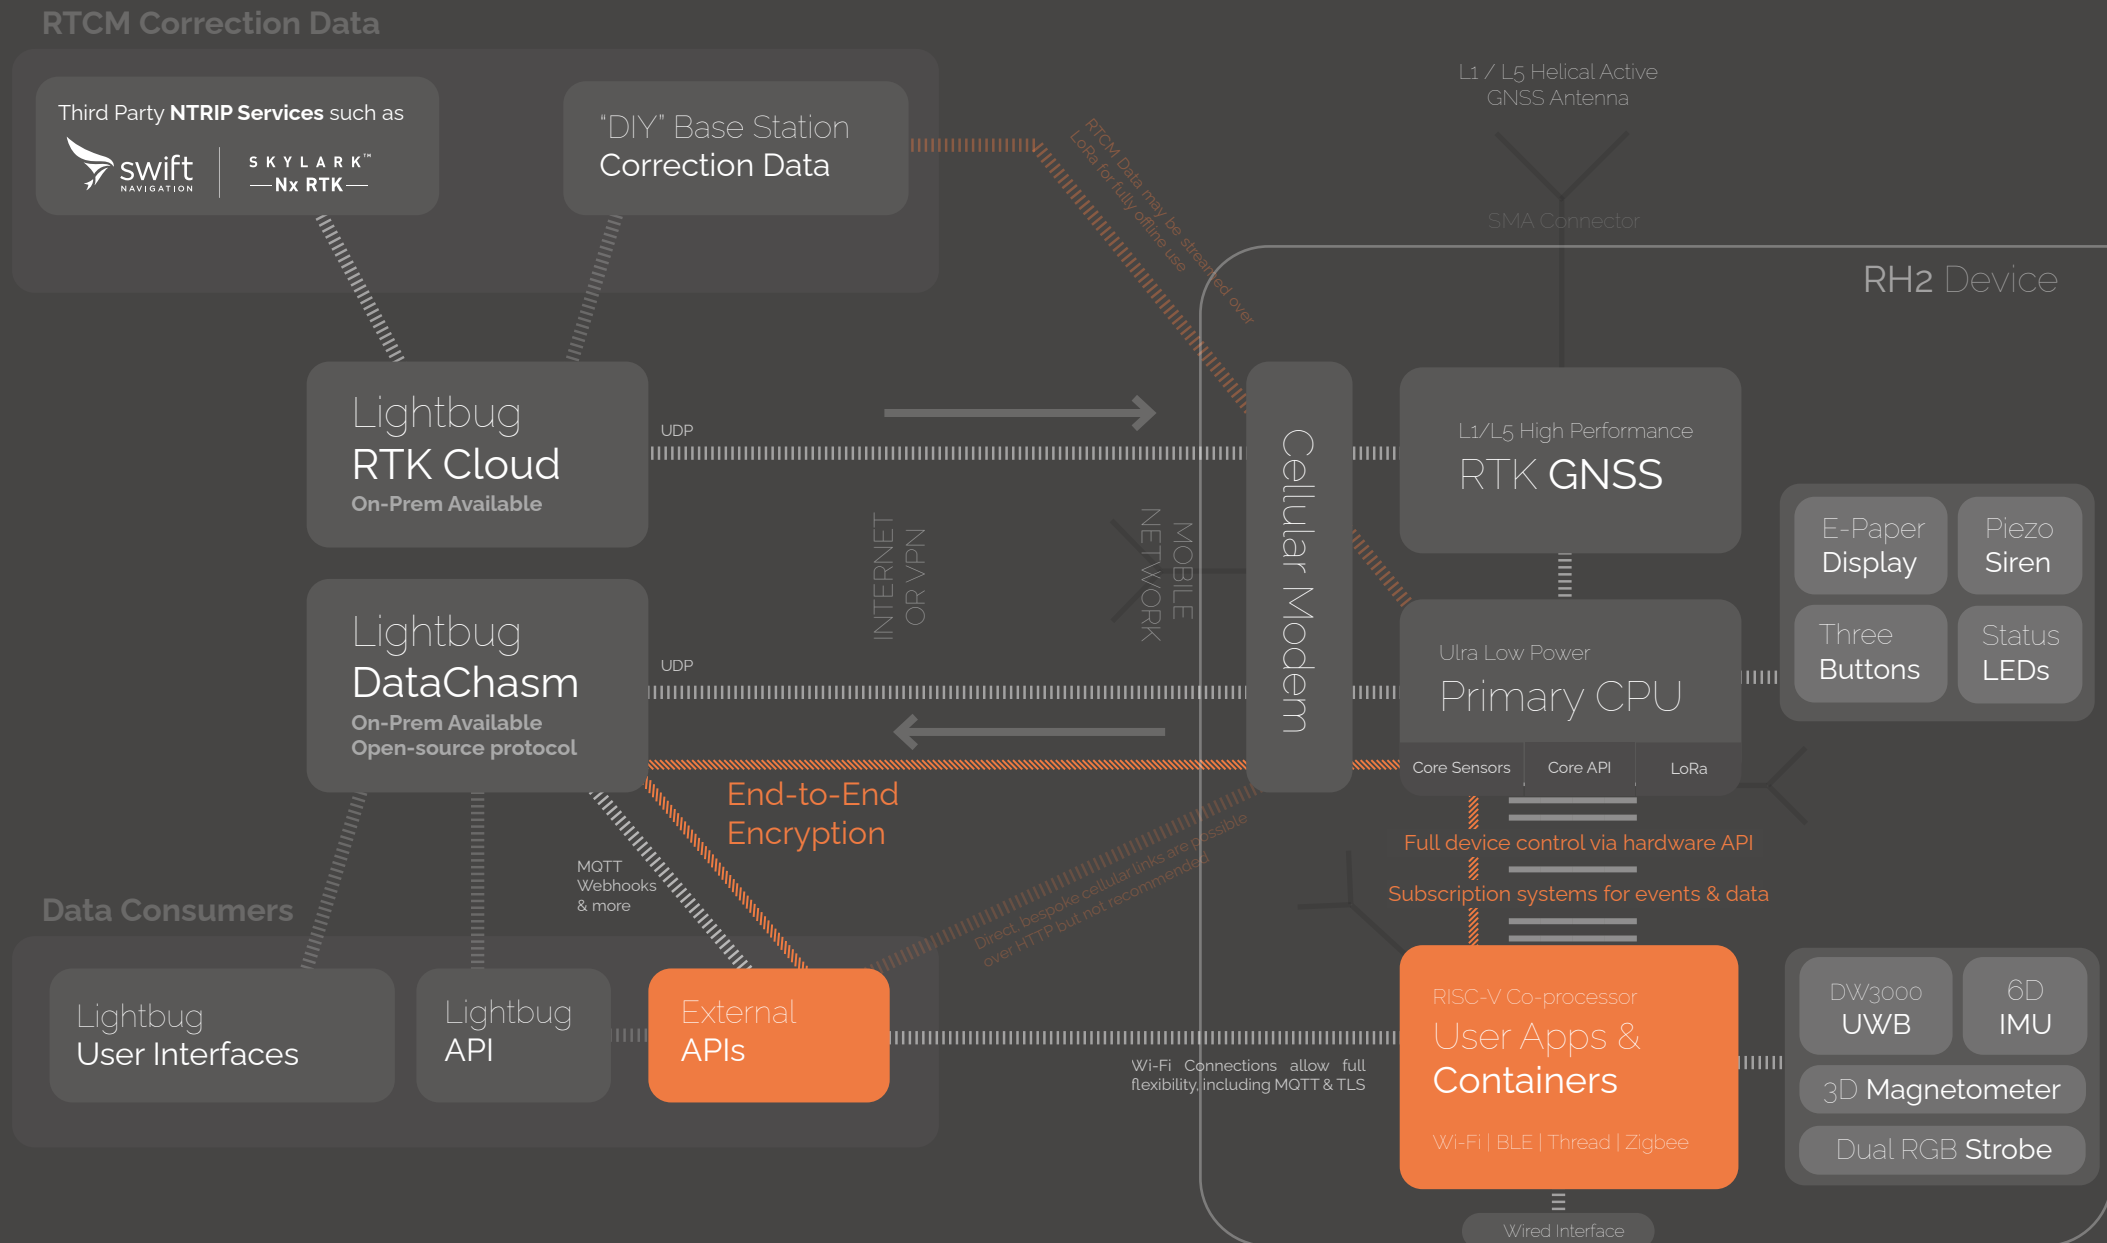 RTCM Correction Data
Third Party NTRIP Services such as
swift
NAVIGATION
SKYLARK™
Nx RTK
“DIY” Base Station
Correction Data
RTCM Data may be streamed over
LoRa for fully offline use
L1 / L5 Helical Active
GNSS Antenna
SMA Connector
RH2 Device
Lightbug
RTK Cloud
On-Prem Available
UDP
INTERNET
OR VPN
MOBILE
NETWORK
Cellular Modem
L1/L5 High Performance
RTK GNSS
E-Paper
Display
Piezo
Siren
Three
Buttons
Status
LEDs
Lightbug
DataChasm
On-Prem Available
Open-source protocol
UDP
Ulra Low Power
Primary CPU
Core Sensors
Core API
LoRa
End-to-End
Encryption
MQTT
Webhooks
& more
Direct, bespoke cellular links are possible
over HTTP but not recommended
Full device control via hardware API
Subscription systems for events & data
Data Consumers
Lightbug
User Interfaces
Lightbug
API
External
APIs
Wi-Fi Connections allow full
flexibility, including MQTT & TLS
RISC-V Co-processor
User Apps &
Containers
Wi-Fi | BLE | Thread | Zigbee
DW3000
UWB
6D
IMU
3D Magnetometer
Dual RGB Strobe
Wired Interface